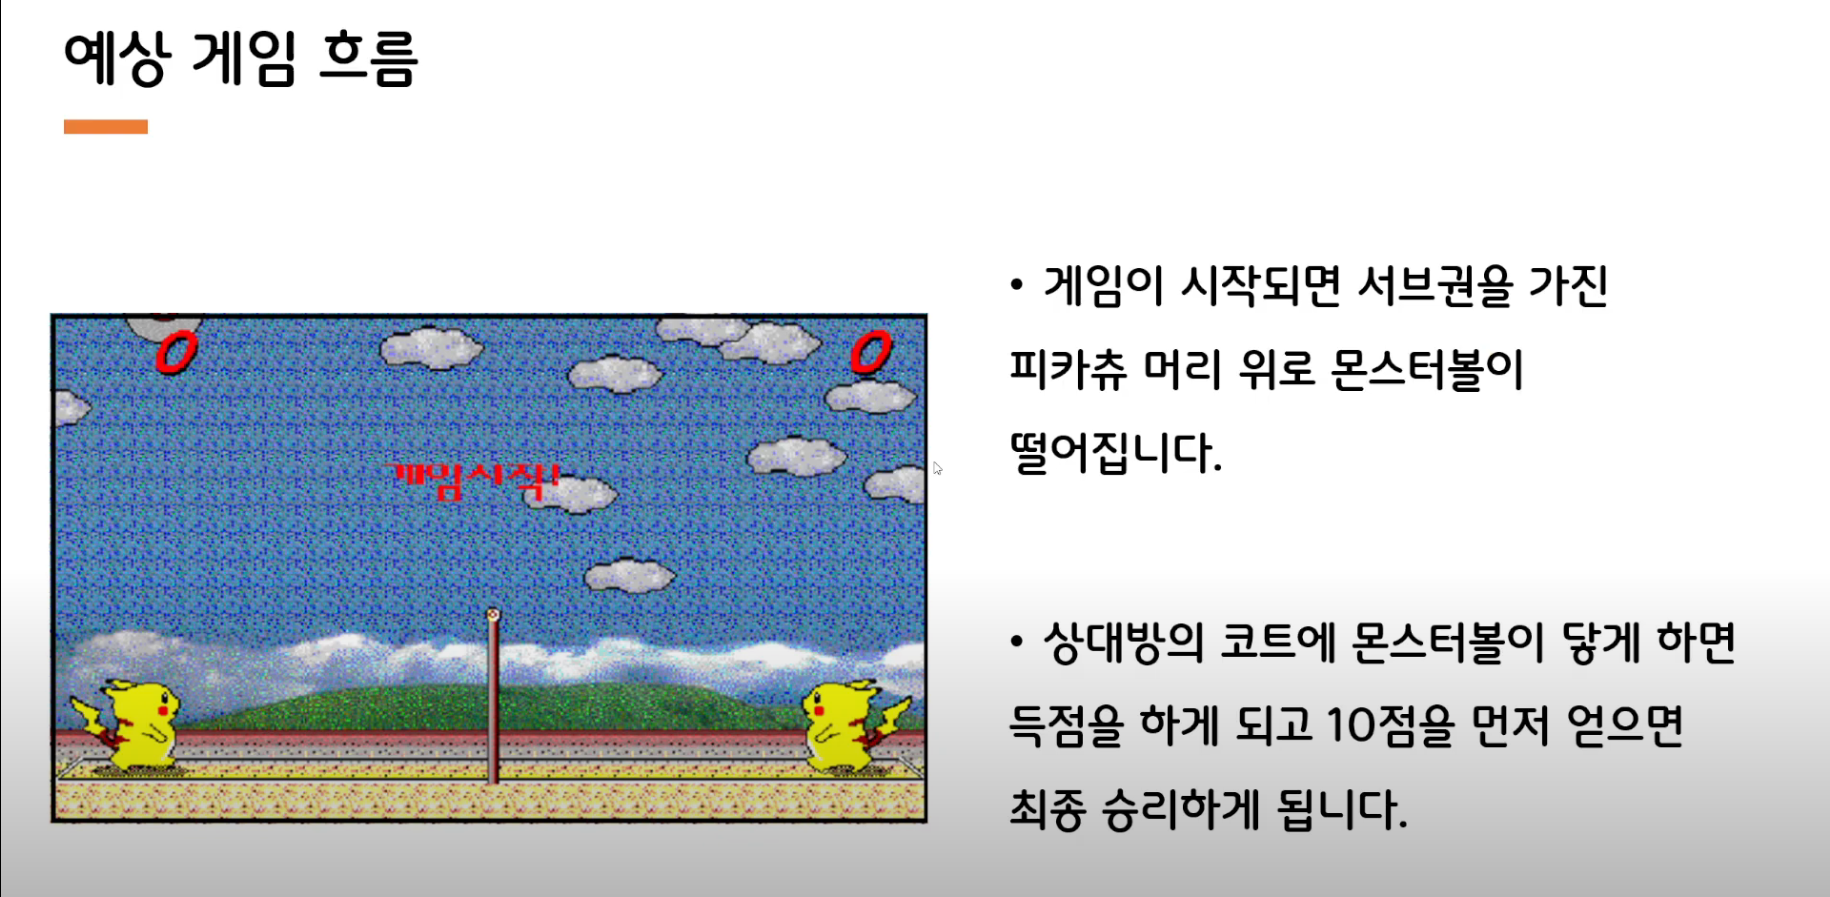 예상 게임 흐름
0
0
게임시작!
• 게임이 시작되면 서브권을 가진
피카츄 머리 위로 몬스터볼이
떨어집니다.
• 상대방의 코트에 몬스터볼이 닿게 하면
득점을 하게 되고 10점을 먼저 얻으면
최종 승리하게 됩니다.